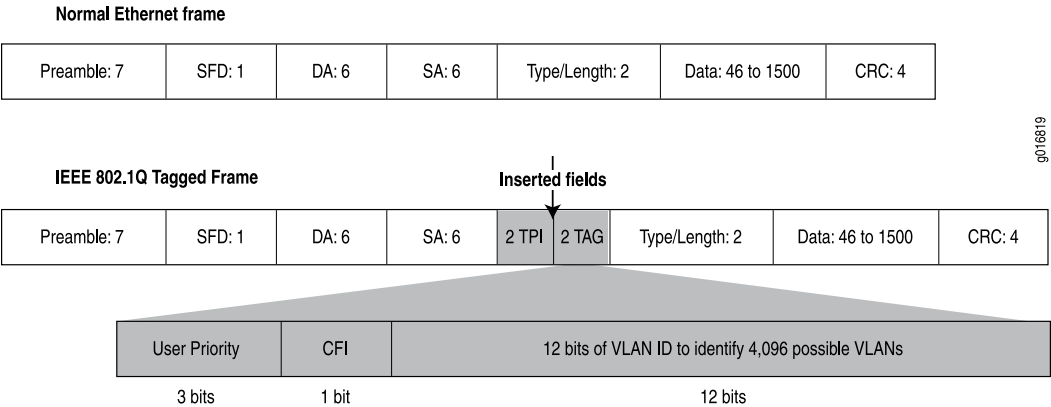 Normal Ethernet frame
Preamble: 7 SFD: 1 DA: 6 SA: 6 Type/Length: 2 Data: 46 to 1500 CRC: 4
g016819
IEEE 802.1Q Tagged Frame Inserted fields
Preamble: 7 SFD: 1 DA: 6 SA: 6 2 TPI 2 TAG Type/Length: 2 Data: 46 to 1500 CRC: 4
User Priority CFI 12 bits of VLAN ID to identify 4,096 possible VLANs
3 bits 1 bit 12 bits